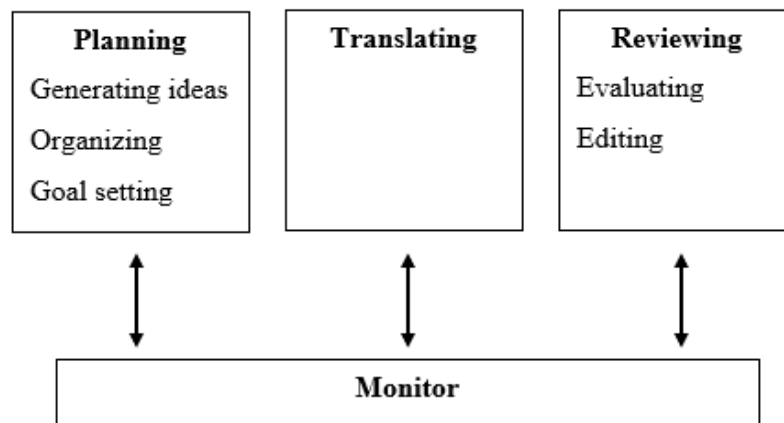 Planning
Generating ideas
Organizing
Goal setting
Translating
Reviewing
Evaluating
Editing
Monitor